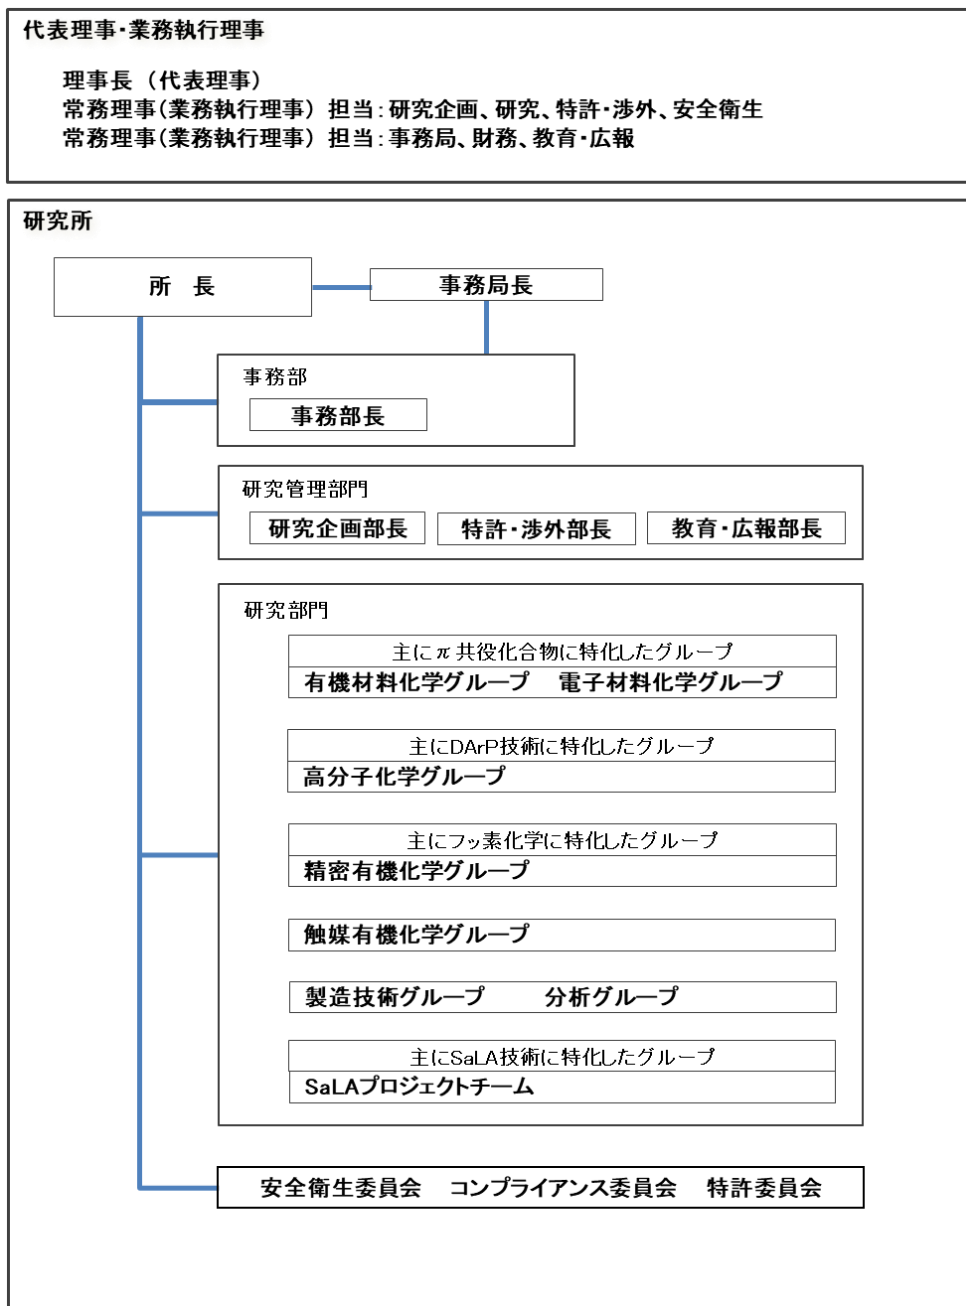 代表理事・業務執行理事
理事長 （代表理事）
常務理事（業務執行理事） 担当：研究企画、研究、特許・渉外、安全衛生
常務理事（業務執行理事） 担当：事務局、財務、教育・広報
研究所
所　長
事務局長
事務部
事務部長
研究管理部門
研究企画部長 特許・渉外部長 教育・広報部長
研究部門
主にπ共役化合物に特化したグループ
有機材料化学グループ 電子材料化学グループ
主にDArP技術に特化したグループ
高分子化学グループ
主にフッ素化学に特化したグループ
精密有機化学グループ
触媒有機化学グループ
製造技術グループ 分析グループ
主にSaLA技術に特化したグループ
SaLAプロジェクトチーム
安全衛生委員会 コンプライアンス委員会 特許委員会